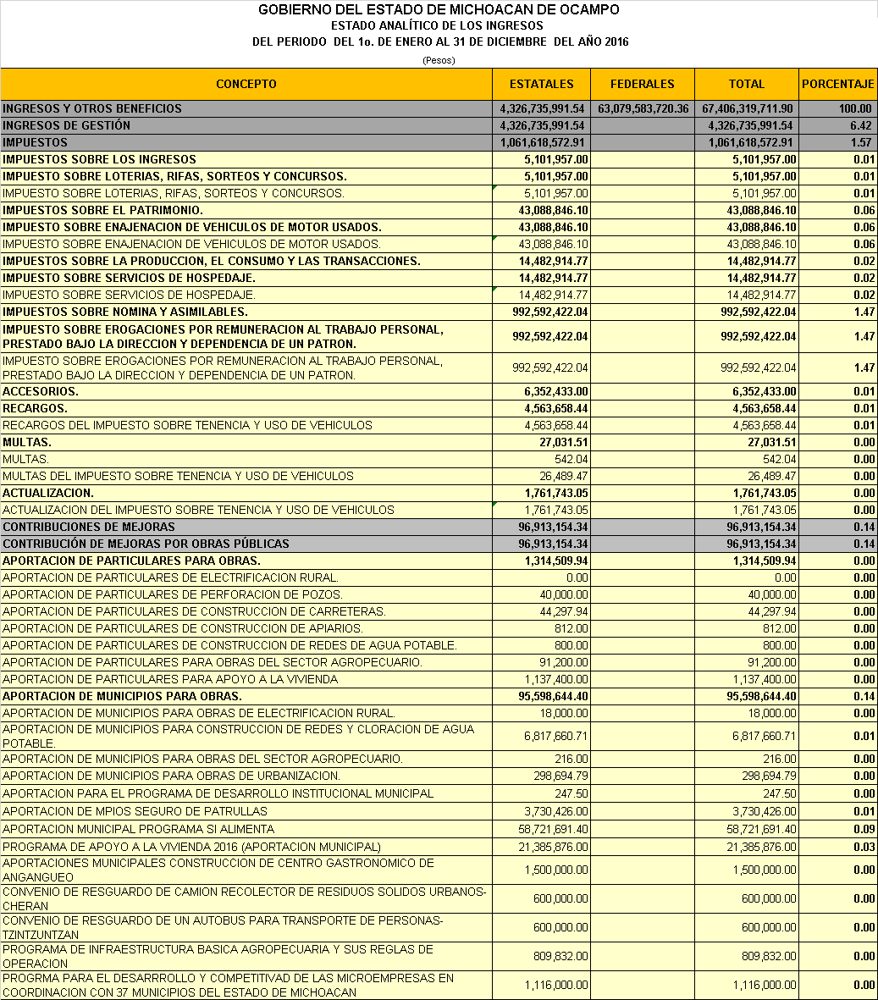 GOBIERNO DEL ESTADO DE MICHOACAN DE OCAMPO
ESTADO ANALÍTICO DE LOS INGRESOS
DEL PERIODO DEL 1o. DE ENERO AL 31 DE DICIEMBRE DEL AÑO 2016
(Pesos)
CONCEPTO ESTATALES FEDERALES TOTAL PORCENTAJE
INGRESOS Y OTROS BENEFICIOS 4,326,735,991.54 63,079,583,720.36 67,406,319,711.90 100.00
INGRESOS DE GESTIÓN 4,326,735,991.54 4,326,735,991.54 6.42
IMPUESTOS 1,061,618,572.91 1,061,618,572.91 1.57
IMPUESTOS SOBRE LOS INGRESOS 5,101,957.00 5,101,957.00 0.01
IMPUESTO SOBRE LOTERIAS, RIFAS, SORTEOS Y CONCURSOS. 5,101,957.00 5,101,957.00 0.01
IMPUESTO SOBRE LOTERIAS, RIFAS, SORTEOS Y CONCURSOS. 5,101,957.00 5,101,957.00 0.01
IMPUESTOS SOBRE EL PATRIMONIO. 43,088,846.10 43,088,846.10 0.06
IMPUESTO SOBRE ENAJENACION DE VEHICULOS DE MOTOR USADOS. 43,088,846.10 43,088,846.10 0.06
IMPUESTO SOBRE ENAJENACION DE VEHICULOS DE MOTOR USADOS. 43,088,846.10 43,088,846.10 0.06
IMPUESTOS SOBRE LA PRODUCCION, EL CONSUMO Y LAS TRANSACCIONES. 14,482,914.77 14,482,914.77 0.02
IMPUESTO SOBRE SERVICIOS DE HOSPEDAJE. 14,482,914.77 14,482,914.77 0.02
IMPUESTO SOBRE SERVICIOS DE HOSPEDAJE. 14,482,914.77 14,482,914.77 0.02
IMPUESTOS SOBRE NOMINA Y ASIMILABLES. 992,592,422.04 992,592,422.04 1.47
IMPUESTO SOBRE EROGACIONES POR REMUNERACION AL TRABAJO PERSONAL,
PRESTADO BAJO LA DIRECCION Y DEPENDENCIA DE UN PATRON. 992,592,422.04 992,592,422.04 1.47
IMPUESTO SOBRE EROGACIONES POR REMUNERACION AL TRABAJO PERSONAL,
PRESTADO BAJO LA DIRECCION Y DEPENDENCIA DE UN PATRON. 992,592,422.04 992,592,422.04 1.47
ACCESORIOS. 6,352,433.00 6,352,433.00 0.01
RECARGOS. 4,563,658.44 4,563,658.44 0.01
RECARGOS DEL IMPUESTO SOBRE TENENCIA Y USO DE VEHICULOS 4,563,658.44 4,563,658.44 0.01
MULTAS. 27,031.51 27,031.51 0.00
MULTAS. 542.04 542.04 0.00
MULTAS DEL IMPUESTO SOBRE TENENCIA Y USO DE VEHICULOS 26,489.47 26,489.47 0.00
ACTUALIZACION. 1,761,743.05 1,761,743.05 0.00
ACTUALIZACION DEL IMPUESTO SOBRE TENENCIA Y USO DE VEHICULOS 1,761,743.05 1,761,743.05 0.00
CONTRIBUCIONES DE MEJORAS 96,913,154.34 96,913,154.34 0.14
CONTRIBUCIÓN DE MEJORAS POR OBRAS PÚBLICAS 96,913,154.34 96,913,154.34 0.14
APORTACION DE PARTICULARES PARA OBRAS. 1,314,509.94 1,314,509.94 0.00
APORTACION DE PARTICULARES DE ELECTRIFICACION RURAL. 0.00 0.00 0.00
APORTACION DE PARTICULARES DE PERFORACION DE POZOS. 40,000.00 40,000.00 0.00
APORTACION DE PARTICULARES DE CONSTRUCCION DE CARRETERAS. 44,297.94 44,297.94 0.00
APORTACION DE PARTICULARES DE CONSTRUCCION DE APIARIOS. 812.00 812.00 0.00
APORTACION DE PARTICULARES DE CONSTRUCCION DE REDES DE AGUA POTABLE. 800.00 800.00 0.00
APORTACION DE PARTICULARES PARA OBRAS DEL SECTOR AGROPECUARIO. 91,200.00 91,200.00 0.00
APORTACION DE PARTICULARES PARA APOYO A LA VIVIENDA 1,137,400.00 1,137,400.00 0.00
APORTACION DE MUNICIPIOS PARA OBRAS. 95,598,644.40 95,598,644.40 0.14
APORTACION DE MUNICIPIOS PARA OBRAS DE ELECTRIFICACION RURAL. 18,000.00 18,000.00 0.00
APORTACION DE MUNICIPIOS PARA CONSTRUCCION DE REDES Y CLORACION DE AGUA
POTABLE. 6,817,660.71 6,817,660.71 0.01
APORTACION DE MUNICIPIOS PARA OBRAS DEL SECTOR AGROPECUARIO. 216.00 216.00 0.00
APORTACION DE MUNICIPIOS PARA OBRAS DE URBANIZACION. 298,694.79 298,694.79 0.00
APORTACION PARA EL PROGRAMA DE DESARROLLO INSTITUCIONAL MUNICIPAL 247.50 247.50 0.00
APORTACION DE MPIOS SEGURO DE PATRULLAS 3,730,426.00 3,730,426.00 0.01
APORTACION MUNICIPAL PROGRAMA SI ALIMENTA 58,721,691.40 58,721,691.40 0.09
PROGRAMA DE APOYO A LA VIVIENDA 2016 (APORTACION MUNICIPAL) 21,385,876.00 21,385,876.00 0.03
APORTACIONES MUNICIPALES CONSTRUCCION DE CENTRO GASTRONOMICO DE
ANGANGUEO 1,500,000.00 1,500,000.00 0.00
CONVENIO DE RESGUARDO DE CAMION RECOLECTOR DE RESIDUOS SOLIDOS URBANOS-
CHERAN 600,000.00 600,000.00 0.00
CONVENIO DE RESGUARDO DE UN AUTOBUS PARA TRANSPORTE DE PERSONAS-
TZINTZUNTZAN 600,000.00 600,000.00 0.00
PROGRAMA DE INFRAESTRUCTURA BASICA AGROPECUARIA Y SUS REGLAS DE
OPERACION 809,832.00 809,832.00 0.00
PROGRMA PARA EL DESARRROLLO Y COMPETITIVAD DE LAS MICROEMPRESAS EN
COORDINACION CON 37 MUNICIPIOS DEL ESTADO DE MICHOACAN 1,116,000.00 1,116,000.00 0.00